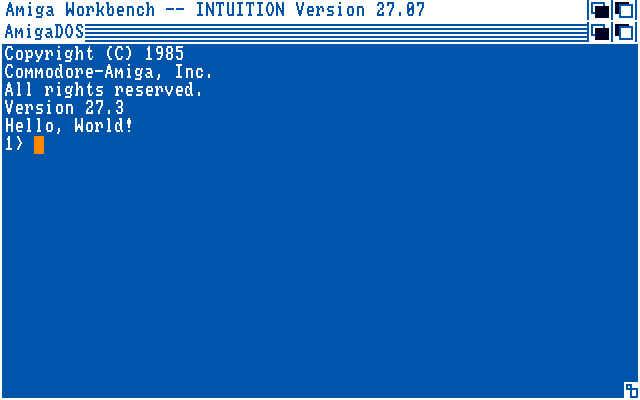 Amiga Workbench -- INTUITION Version 27.07
AmigaDOS
Copyright (C) 1985
Commodore-Amiga, Inc.
All rights reserved.
Version 27.3
Hello, World!
1>